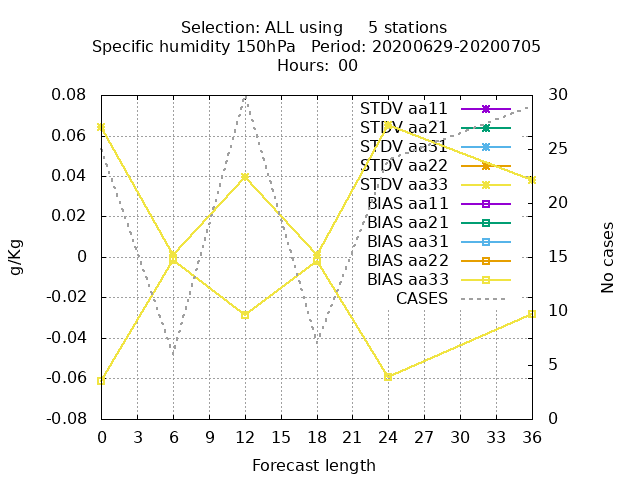 Selection: ALL using     5 stations
Specific humidity 150hPa   Period: 20200629-20200705
Hours: 00
0.08
0.06
0.04
0.02
0
-0.02
-0.04
-0.06
-0.08
g/Kg
STDV aa11
STDV aa21
STDV aa31
STDV aa22
STDV aa33
BIAS aa11
BIAS aa21
BIAS aa31
BIAS aa22
BIAS aa33
CASES
30
25
20
15
10
5
0
No cases
0 3 6 9 12 15 18 21 24 27 30 33 36
Forecast length